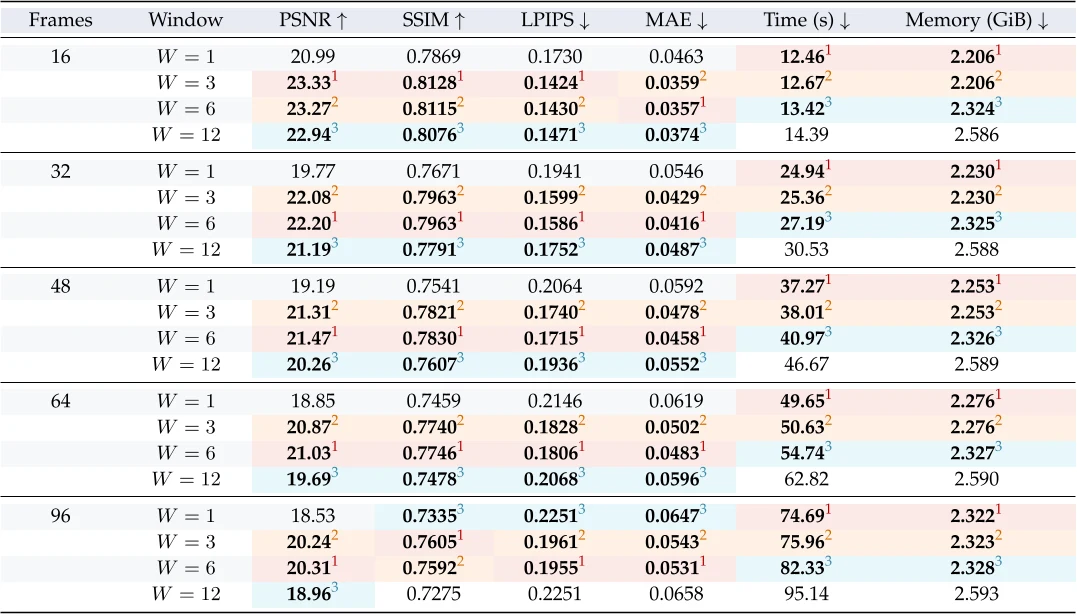 Frames Window PSNR ↑ SSIM ↑ LPIPS ↓ MAE ↓ Time (s) ↓ Memory (GiB) ↓
16 W = 1 20.99 0.7869 0.1730 0.0463 12.46¹ 2.206¹
W = 3 23.33¹ 0.8128¹ 0.1424¹ 0.0359² 12.67² 2.206²
W = 6 23.27² 0.8115² 0.1430² 0.0357¹ 13.42³ 2.324³
W = 12 22.94³ 0.8076³ 0.1471³ 0.0374³ 14.39 2.586
32 W = 1 19.77 0.7671 0.1941 0.0546 24.94¹ 2.230¹
W = 3 22.08² 0.7963² 0.1599² 0.0429² 25.36² 2.230²
W = 6 22.20¹ 0.7963¹ 0.1586¹ 0.0416¹ 27.19³ 2.325³
W = 12 21.19³ 0.7791³ 0.1752³ 0.0487³ 30.53 2.588
48 W = 1 19.19 0.7541 0.2064 0.0592 37.27¹ 2.253¹
W = 3 21.31² 0.7821² 0.1740² 0.0478² 38.01² 2.253²
W = 6 21.47¹ 0.7830¹ 0.1715¹ 0.0458¹ 40.97³ 2.326³
W = 12 20.26³ 0.7607³ 0.1936³ 0.0552³ 46.67 2.589
64 W = 1 18.85 0.7459 0.2146 0.0619 49.65¹ 2.276¹
W = 3 20.87² 0.7740² 0.1828² 0.0502² 50.63² 2.276²
W = 6 21.03¹ 0.7746¹ 0.1806¹ 0.0483¹ 54.74³ 2.327³
W = 12 19.69³ 0.7478³ 0.2068³ 0.0596³ 62.82 2.590
96 W = 1 18.53 0.7335³ 0.2251³ 0.0647³ 74.69¹ 2.322¹
W = 3 20.24² 0.7605¹ 0.1961² 0.0543² 75.96² 2.323²
W = 6 20.31¹ 0.7592² 0.1955¹ 0.0531¹ 82.33³ 2.328³
W = 12 18.96³ 0.7275 0.2251 0.0658 95.14 2.593